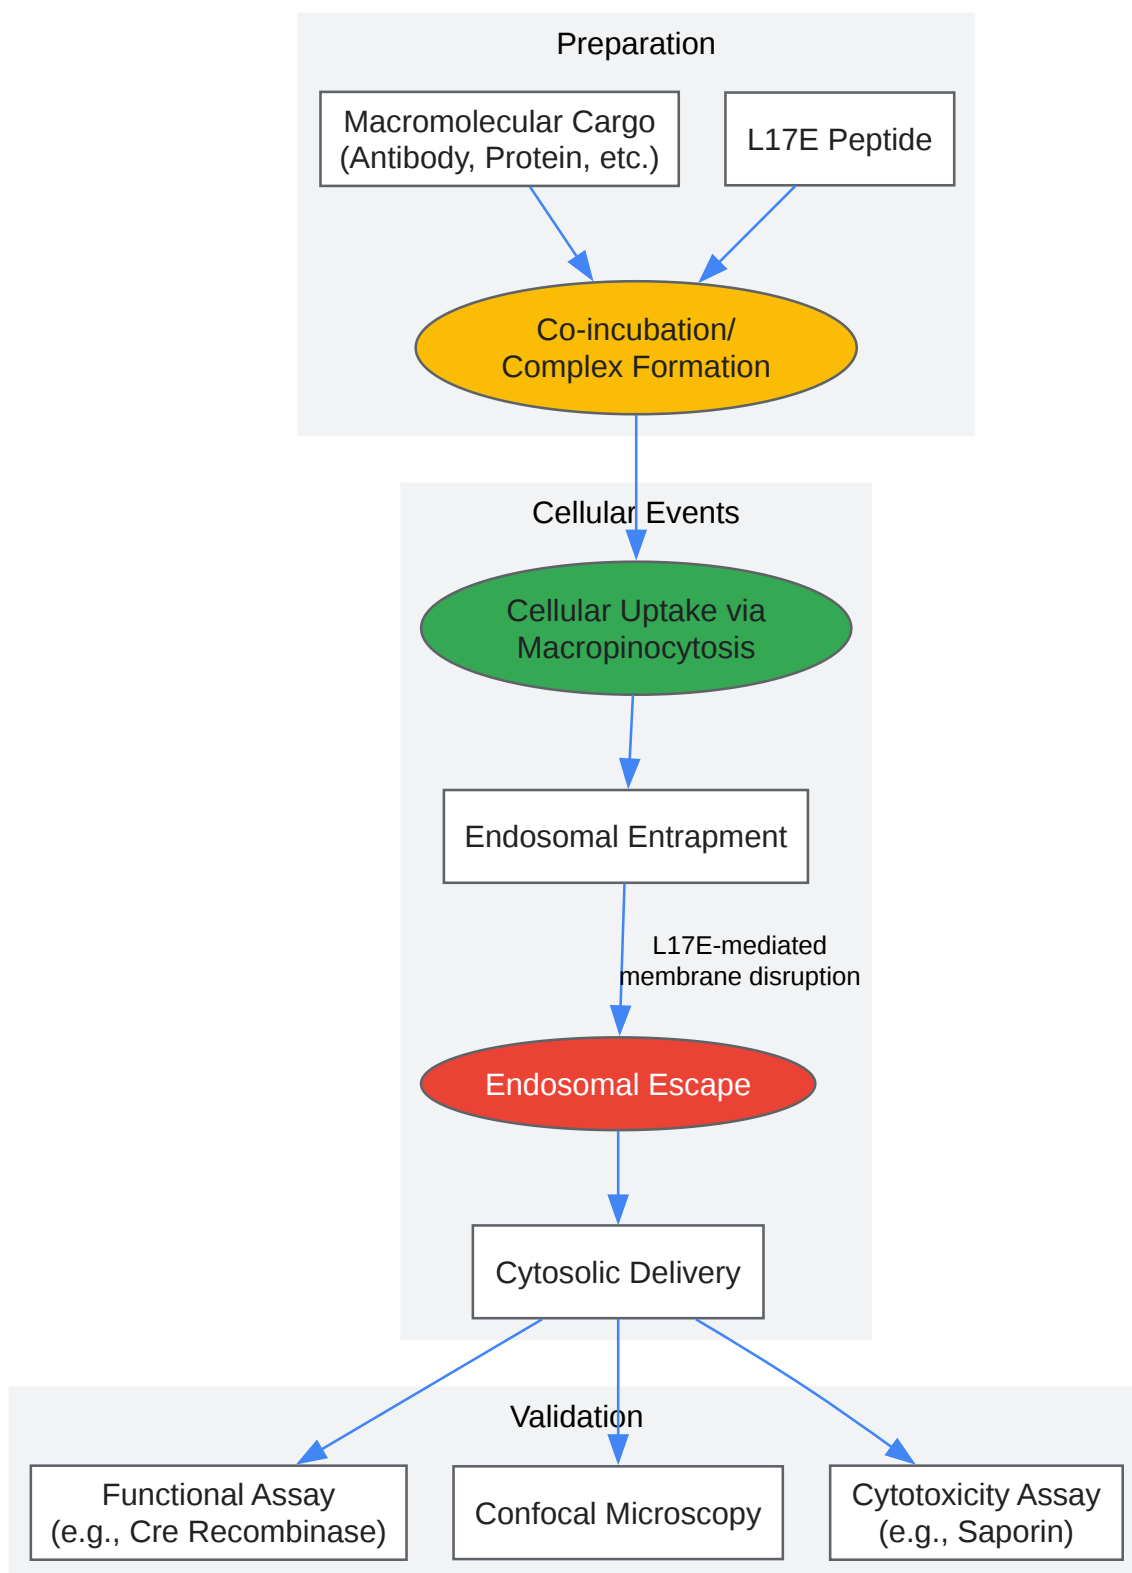 Preparation
Macromolecular Cargo
(Antibody, Protein, etc.)
L17E Peptide
Co-incubation/
Complex Formation
Cellular Events
Cellular Uptake via
Macropinocytosis
Endosomal Entrapment
L17E-mediated
membrane disruption
Endosomal Escape
Cytosolic Delivery
Validation
Functional Assay
(e.g., Cre Recombinase)
Confocal Microscopy
Cytotoxicity Assay
(e.g., Saporin)